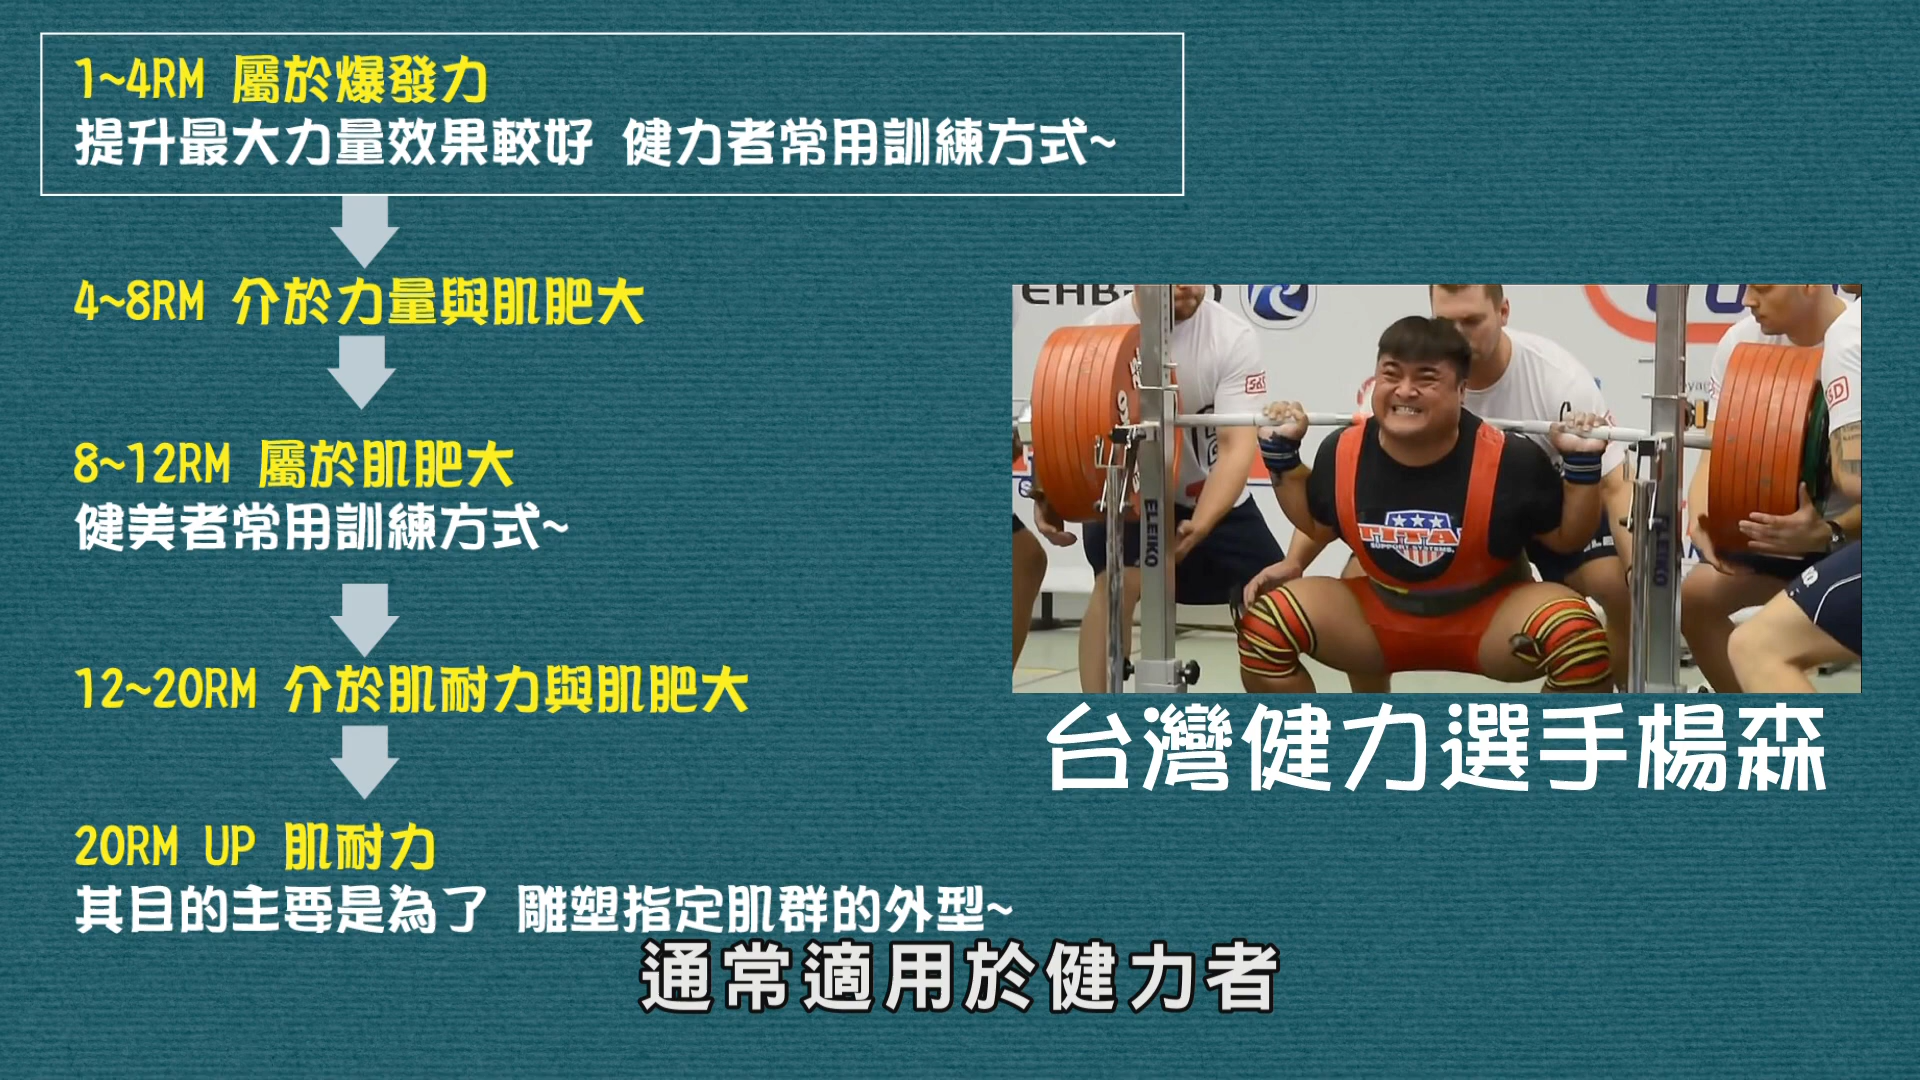 1~4RM 屬於爆發力
提升最大力量效果較好 健力者常用訓練方式~
4~8RM 介於力量與肌肥大
8~12RM 屬於肌肥大
健美者常用訓練方式~
12~20RM 介於肌耐力與肌肥大
20RM UP 肌耐力
其目的主要是為了 雕塑指定肌群的外型~
ELEIKO
TITAN
SUPPORT SYSTEMS
台灣健力選手楊森
通常適用於健力者